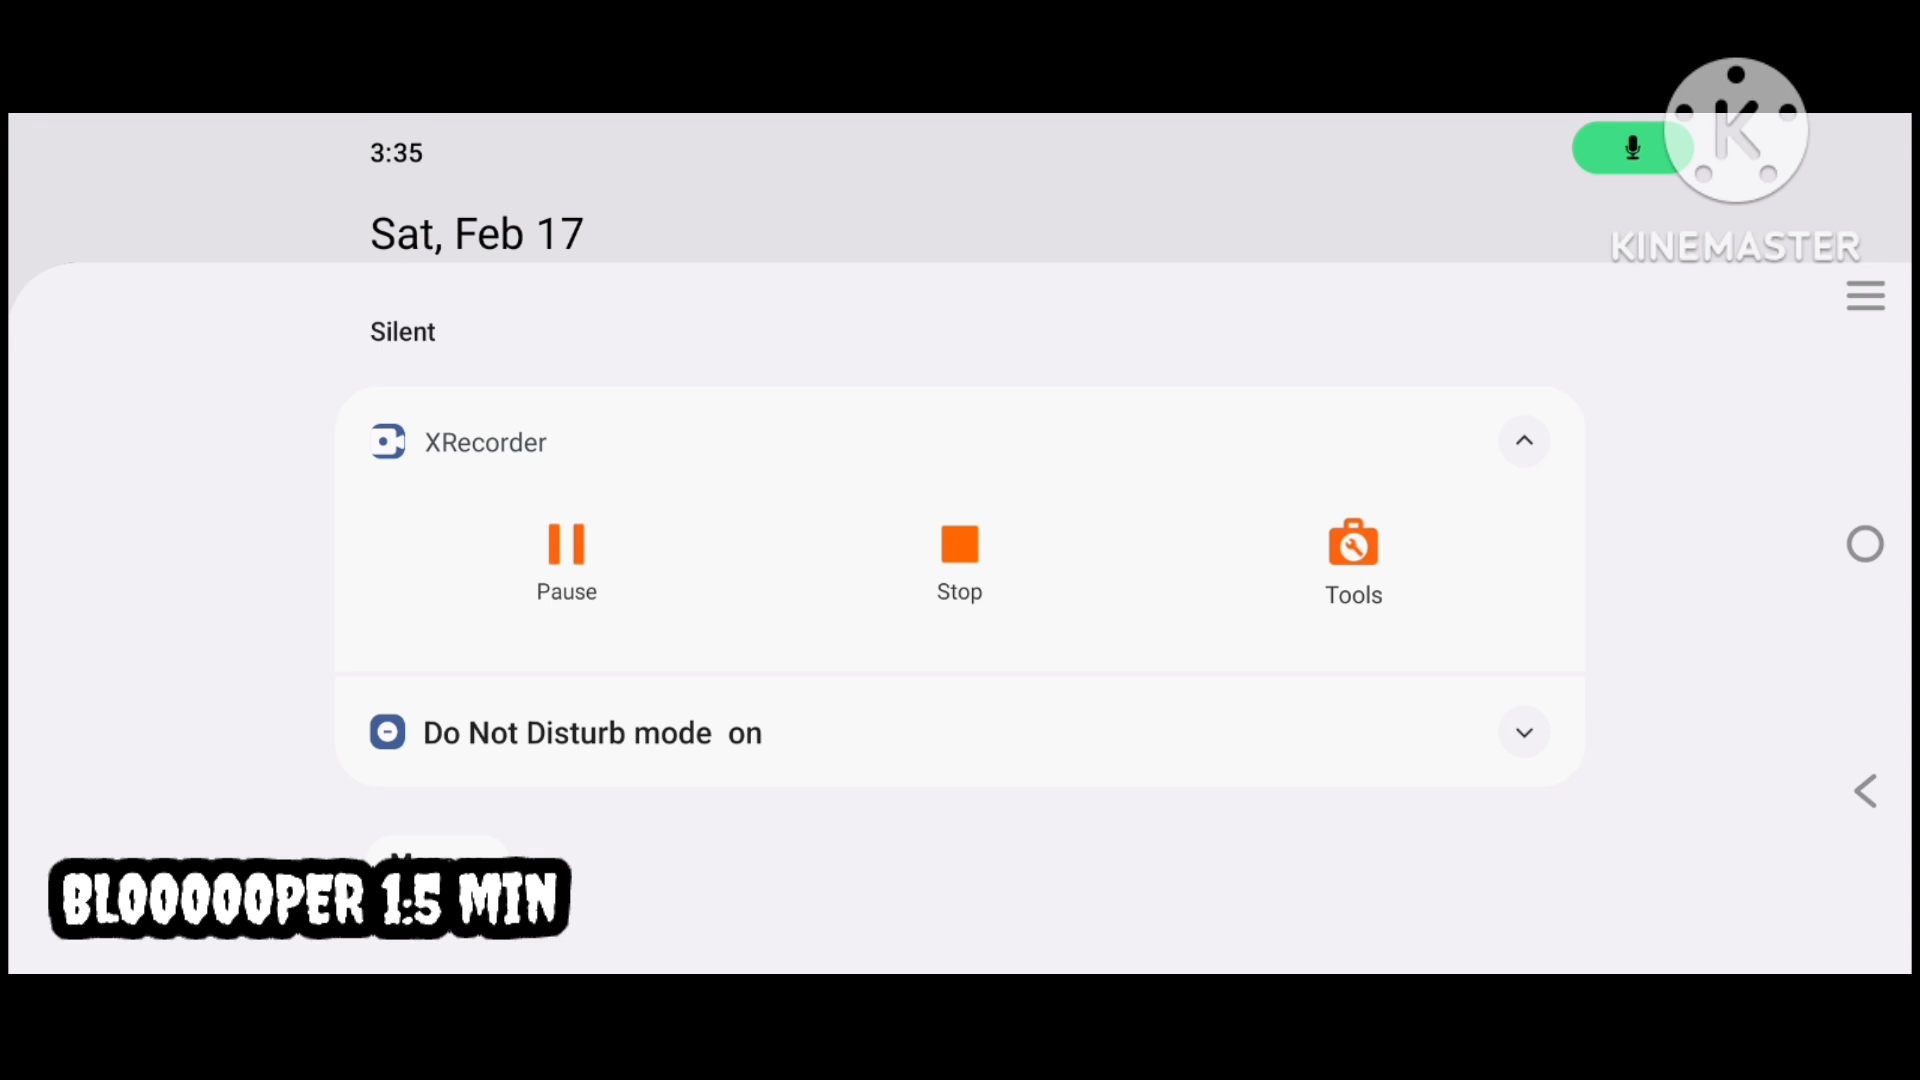 3:35
KINEMASTER
Sat, Feb 17
Silent
XRecorder
Pause
Stop
Tools
Do Not Disturb mode on
BLOOOOOPER 1:5 MIN